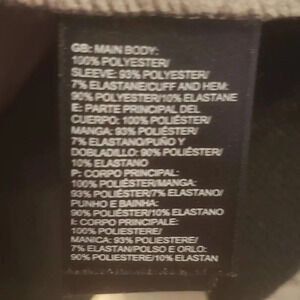 GB: MAIN BODY:
100% POLYESTER/
SLEEVE: 93% POLYESTER/
7% ELASTANE/CUFF AND HEM:
90% POLYESTER/10% ELASTANE
E: PARTE PRINCIPAL DEL
CUERPO: 100% POLIÉSTER/
MANGA: 93% POLIÉSTER/
7% ELASTANO/PUÑO Y
DOBLADILLO: 90% POLIÉSTER/
10% ELASTANO
P: CORPO PRINCIPAL:
100% POLIÉSTER/MANGA:
93% POLIÉSTER/7% ELASTANO/
PUNHO E BAINHA:
90% POLIÉSTER/10% ELASTANO
I: CORPO PRINCIPALE:
100% POLIESTERE/
MANICA: 93% POLIESTERE/
7% ELASTAN/POLSO E ORLO:
90% POLIESTERE/10% ELASTAN